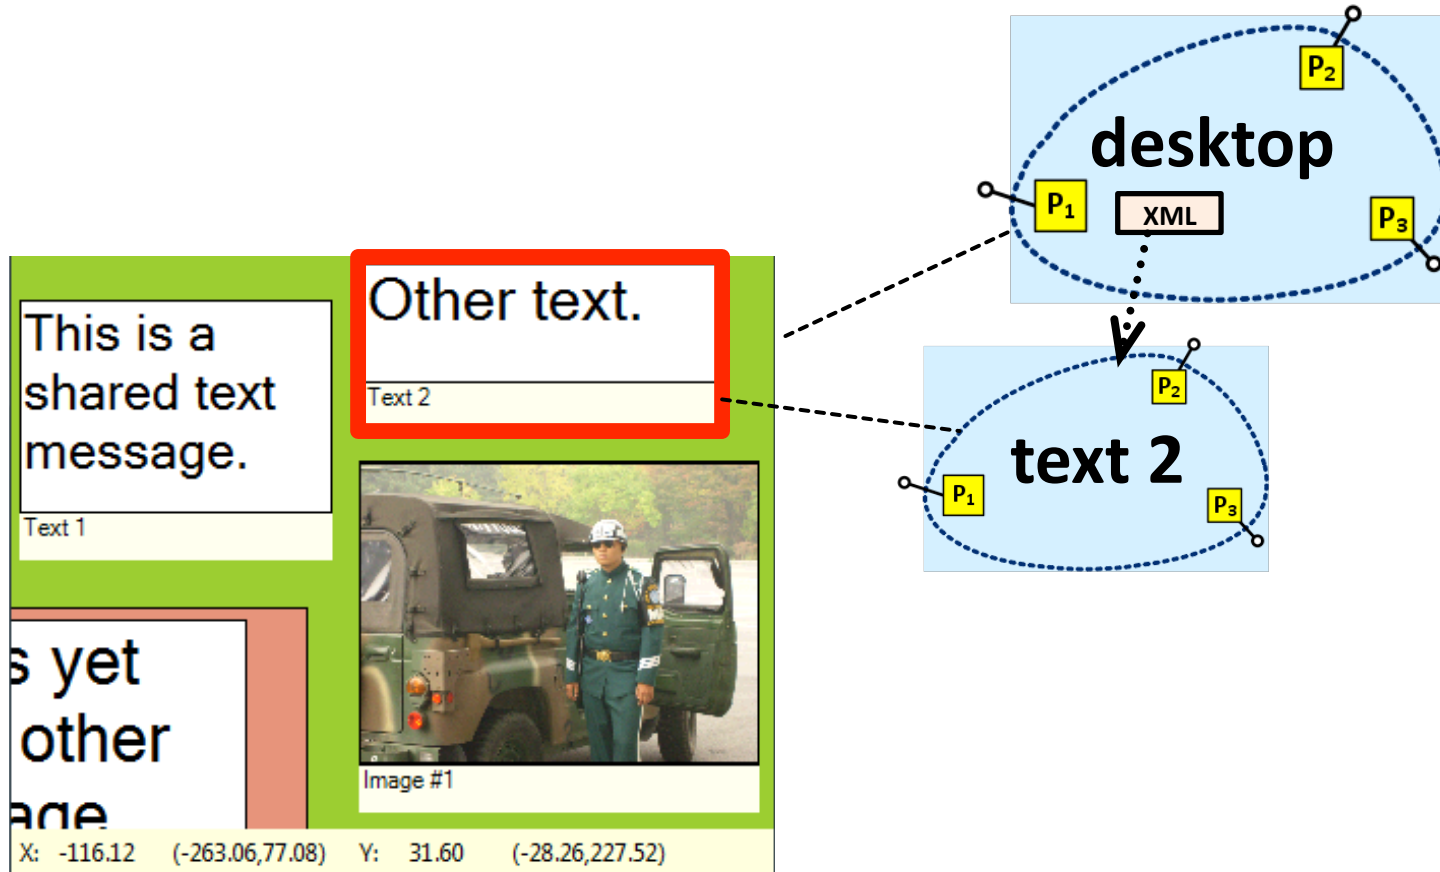 P2
desktop
P1
XML
P3
Other text.
Text 2
This is a
shared text
message.
Text 1
P2
text 2
P1
P3
s yet
other
age
Image #1
X: -116.12 (-263.06,77.08) Y: 31.60 (-28.26,227.52)